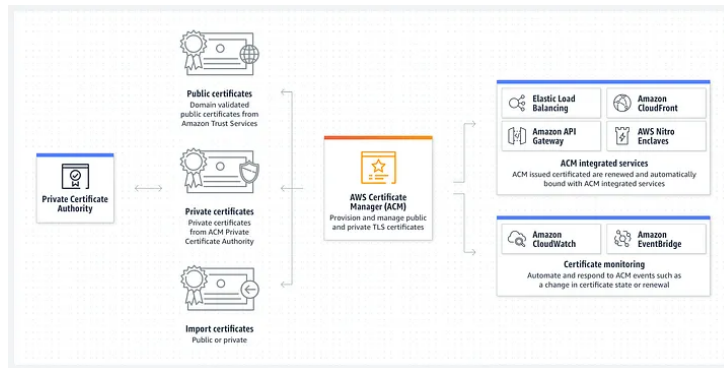 Public certificates
Domain validated
public certificates from
Amazon Trust Services
Private Certificate
Authority
Private certificates
Private certificates
from ACM Private
Certificate Authority
Import certificates
Public or private
AWS Certificate
Manager (ACM)
Provision and manage public
and private TLS certificates
Elastic Load
Balancing
Amazon
CloudFront
Amazon API
Gateway
AWS Nitro
Enclaves
ACM integrated services
ACM issued certificated are renewed and automatically
bound with ACM integrated services
Amazon
CloudWatch
Amazon
EventBridge
Certificate monitoring
Automate and respond to ACM events such as
a change in certificate state or renewal